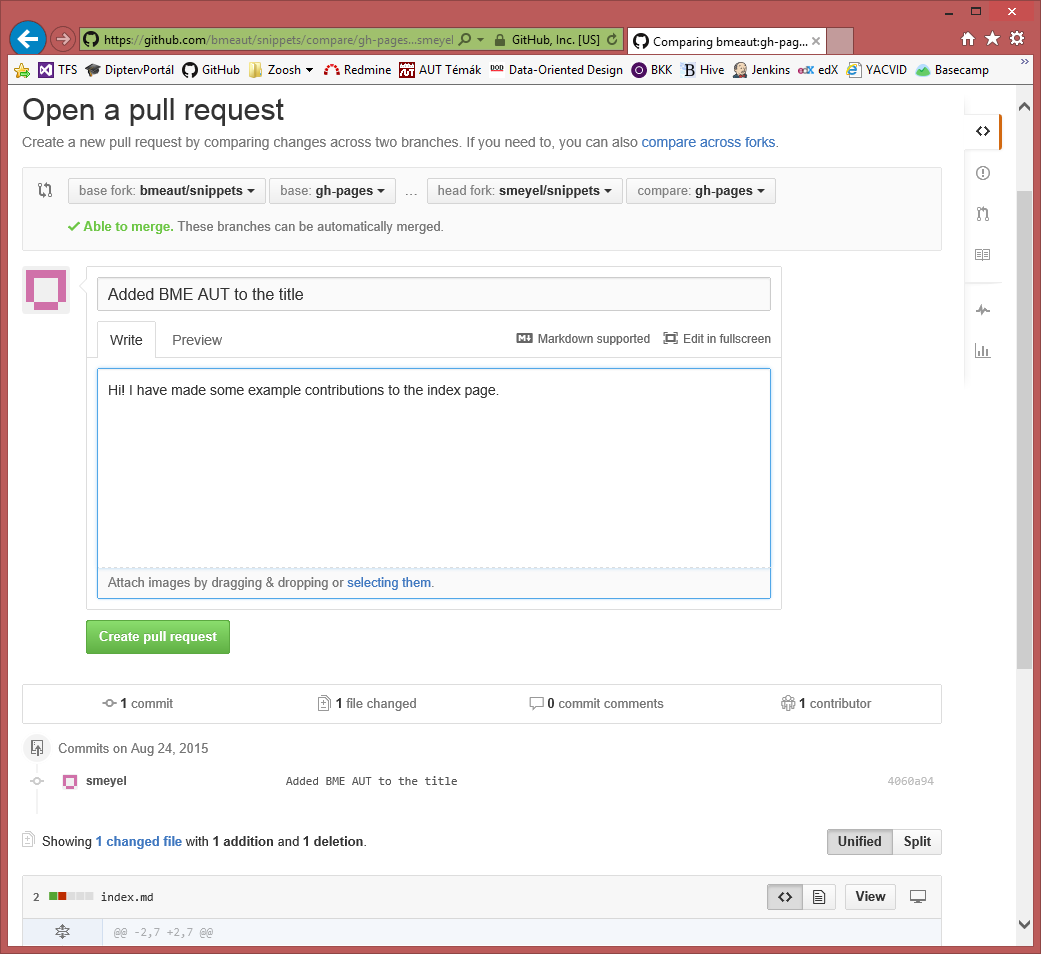 https://github.com/bmeaut/snippets/compare/gh-pages...smeyel
GitHub, Inc. [US]
Comparing bmeaut:gh-pag...
TFS DiptervPortál GitHub Zoosh Redmine AUT Témák Data-Oriented Design BKK Hive Jenkins edX YACVID Basecamp
Open a pull request
Create a new pull request by comparing changes across two branches. If you need to, you can also compare across forks.
base fork: bmeaut/snippets base: gh-pages ... head fork: smeyel/snippets compare: gh-pages
Able to merge. These branches can be automatically merged.
Added BME AUT to the title
Write Preview Markdown supported Edit in fullscreen
Hi! I have made some example contributions to the index page.
Attach images by dragging & dropping or selecting them.
Create pull request
1 commit 1 file changed 0 commit comments 1 contributor
Commits on Aug 24, 2015
smeyel Added BME AUT to the title 4060a94
Showing 1 changed file with 1 addition and 1 deletion.
Unified Split
2 index.md View
@@ -2,7 +2,7 @@